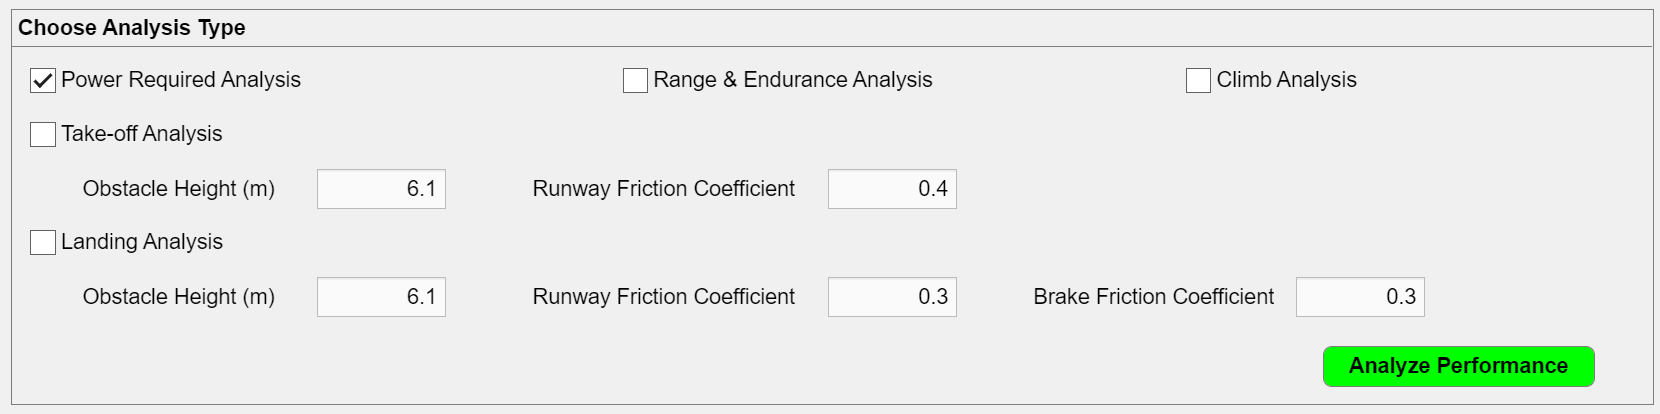 Choose Analysis Type
Power Required Analysis Range & Endurance Analysis Climb Analysis
Take-off Analysis
Obstacle Height (m) 6.1 Runway Friction Coefficient 0.4
Landing Analysis
Obstacle Height (m) 6.1 Runway Friction Coefficient 0.3 Brake Friction Coefficient 0.3
Analyze Performance